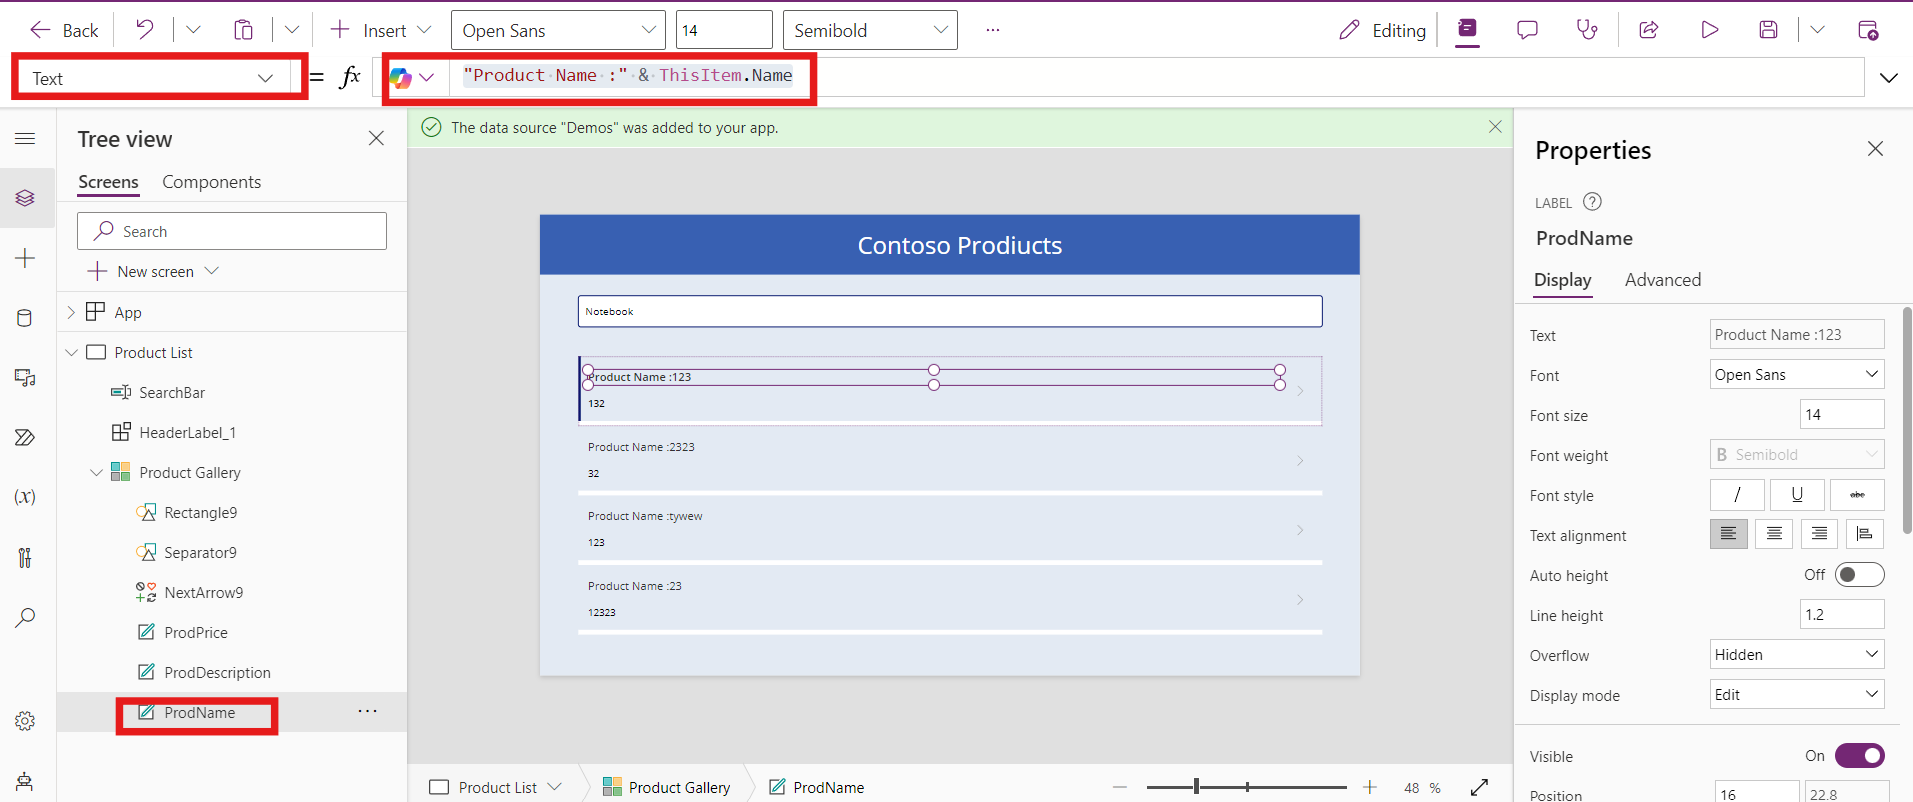 Back
Insert
Open Sans
14
Semibold
...
Editing
Text
= fx
"Product Name :" & ThisItem.Name
Tree view
Screens
Components
Search
New screen
App
Product List
SearchBar
HeaderLabel_1
Product Gallery
Rectangle9
Separator9
NextArrow9
ProdPrice
ProdDescription
ProdName
...
(x)
The data source "Demos" was added to your app.
Contoso Prodiucts
Notebook
Product Name :123
132
Product Name :2323
32
Product Name :tywew
123
Product Name :23
12323
Product List
Product Gallery
ProdName
48 %
Properties
LABEL ?
ProdName
Display
Advanced
Text
Product Name :123
Font
Open Sans
Font size
14
Font weight
B Semibold
Font style
/ U abc
Text alignment
Auto height
Off
Line height
1.2
Overflow
Hidden
Display mode
Edit
Visible
On
Position
16
22.8